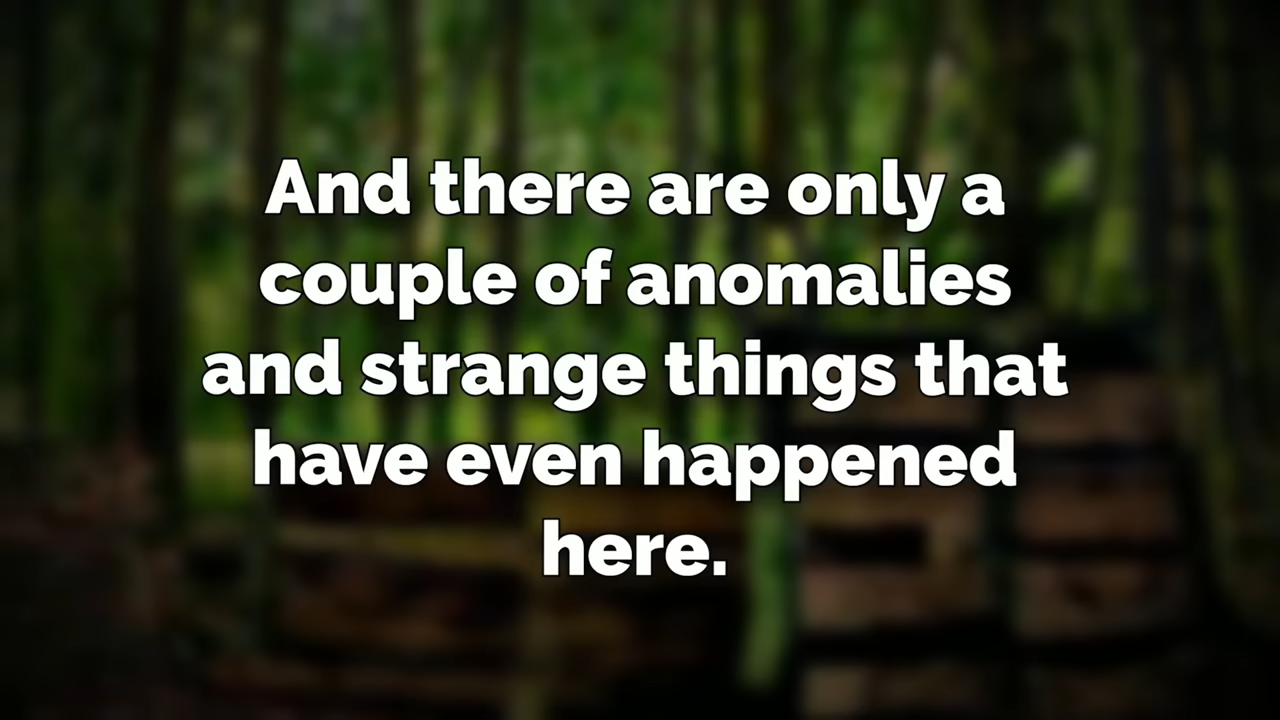 And there are only a
couple of anomalies
and strange things that
have even happened
here.